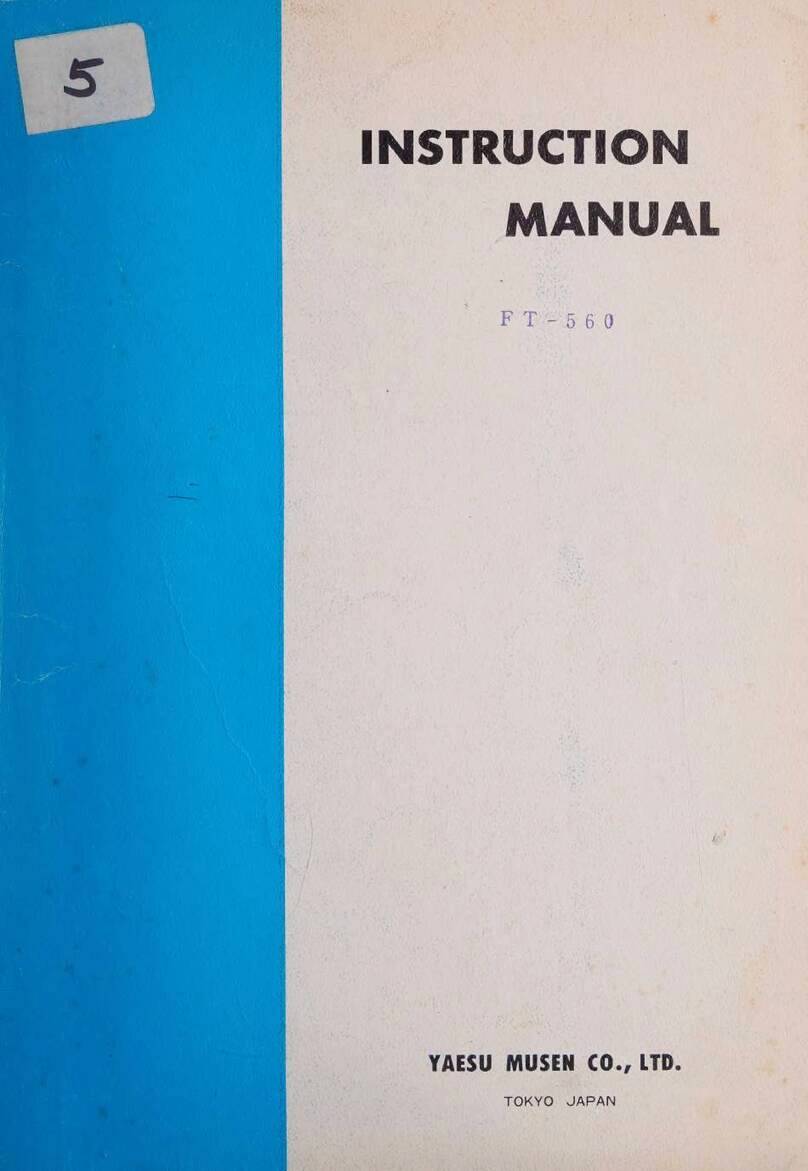 5
INSTRUCTION
MANUAL
FT-560
YAESU MUSEN CO., LTD.
TOKYO JAPAN